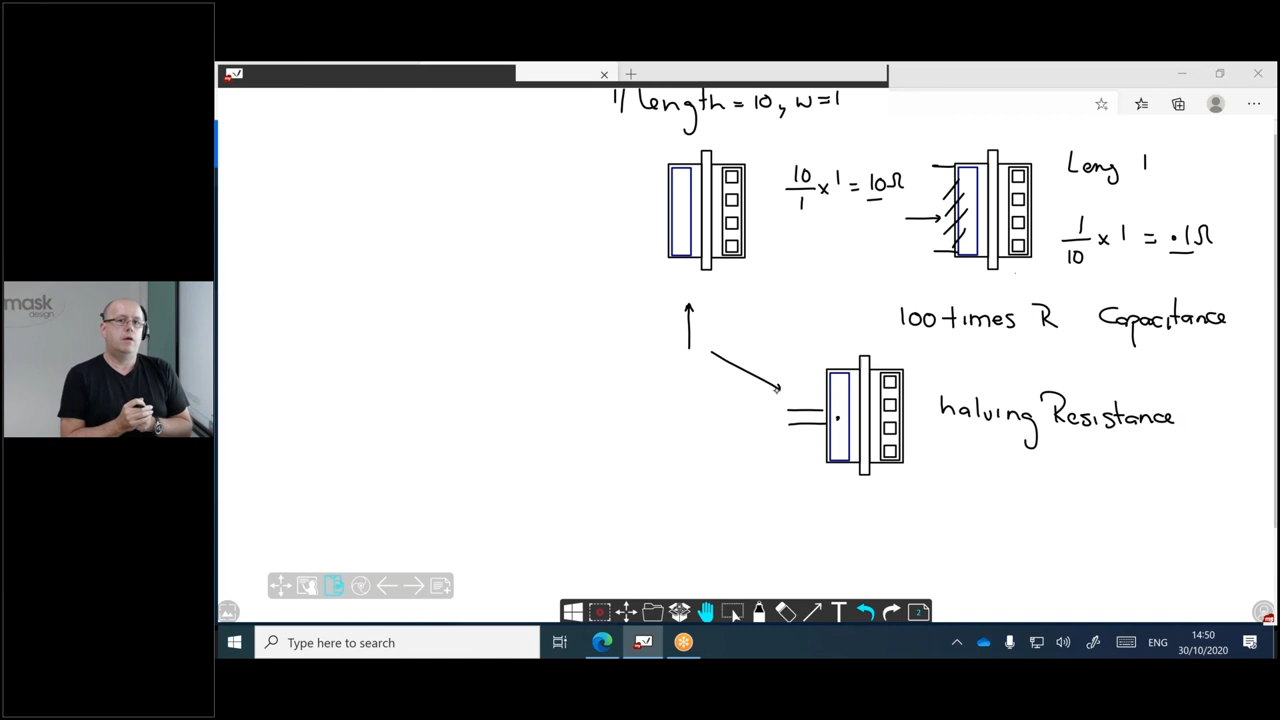 // length = 10, w=1
10/1 x 1 = 10Ω
Leng 1
1/10 x 1 = .1Ω
100 times R Capacitance
halving Resistance
mask
design
Type here to search
2
ENG
14:50
30/10/2020